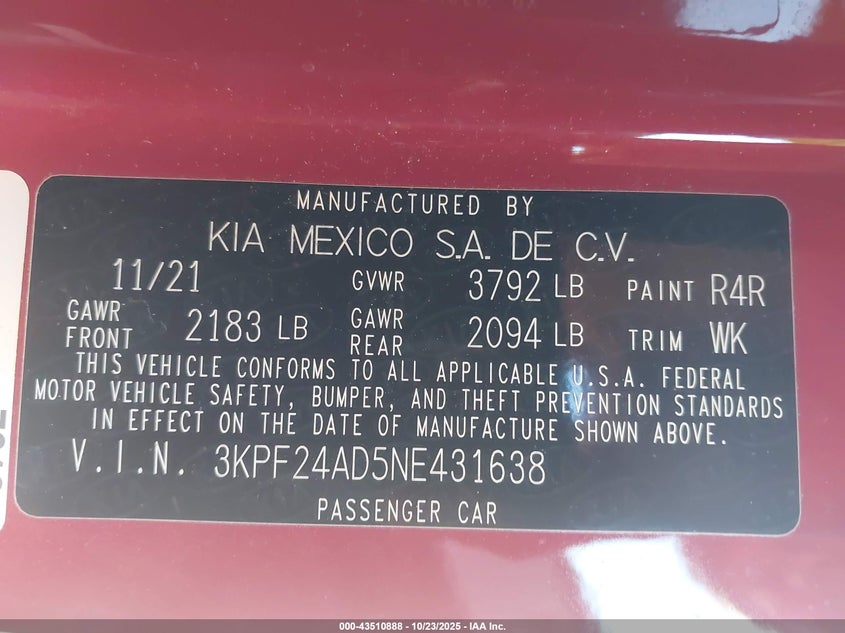 MANUFACTURED BY
KIA MEXICO S.A. DE C.V.
11/21 GVWR 3792 LB PAINT R4R
GAWR FRONT 2183 LB GAWR REAR 2094 LB TRIM WK
THIS VEHICLE CONFORMS TO ALL APPLICABLE U.S.A. FEDERAL
MOTOR VEHICLE SAFETY, BUMPER, AND THEFT PREVENTION STANDARDS
IN EFFECT ON THE DATE OF MANUFACTURE SHOWN ABOVE.
V.I.N. 3KPF24AD5NE431638
PASSENGER CAR
000-43510888 - 10/23/2025 - IAA Inc.